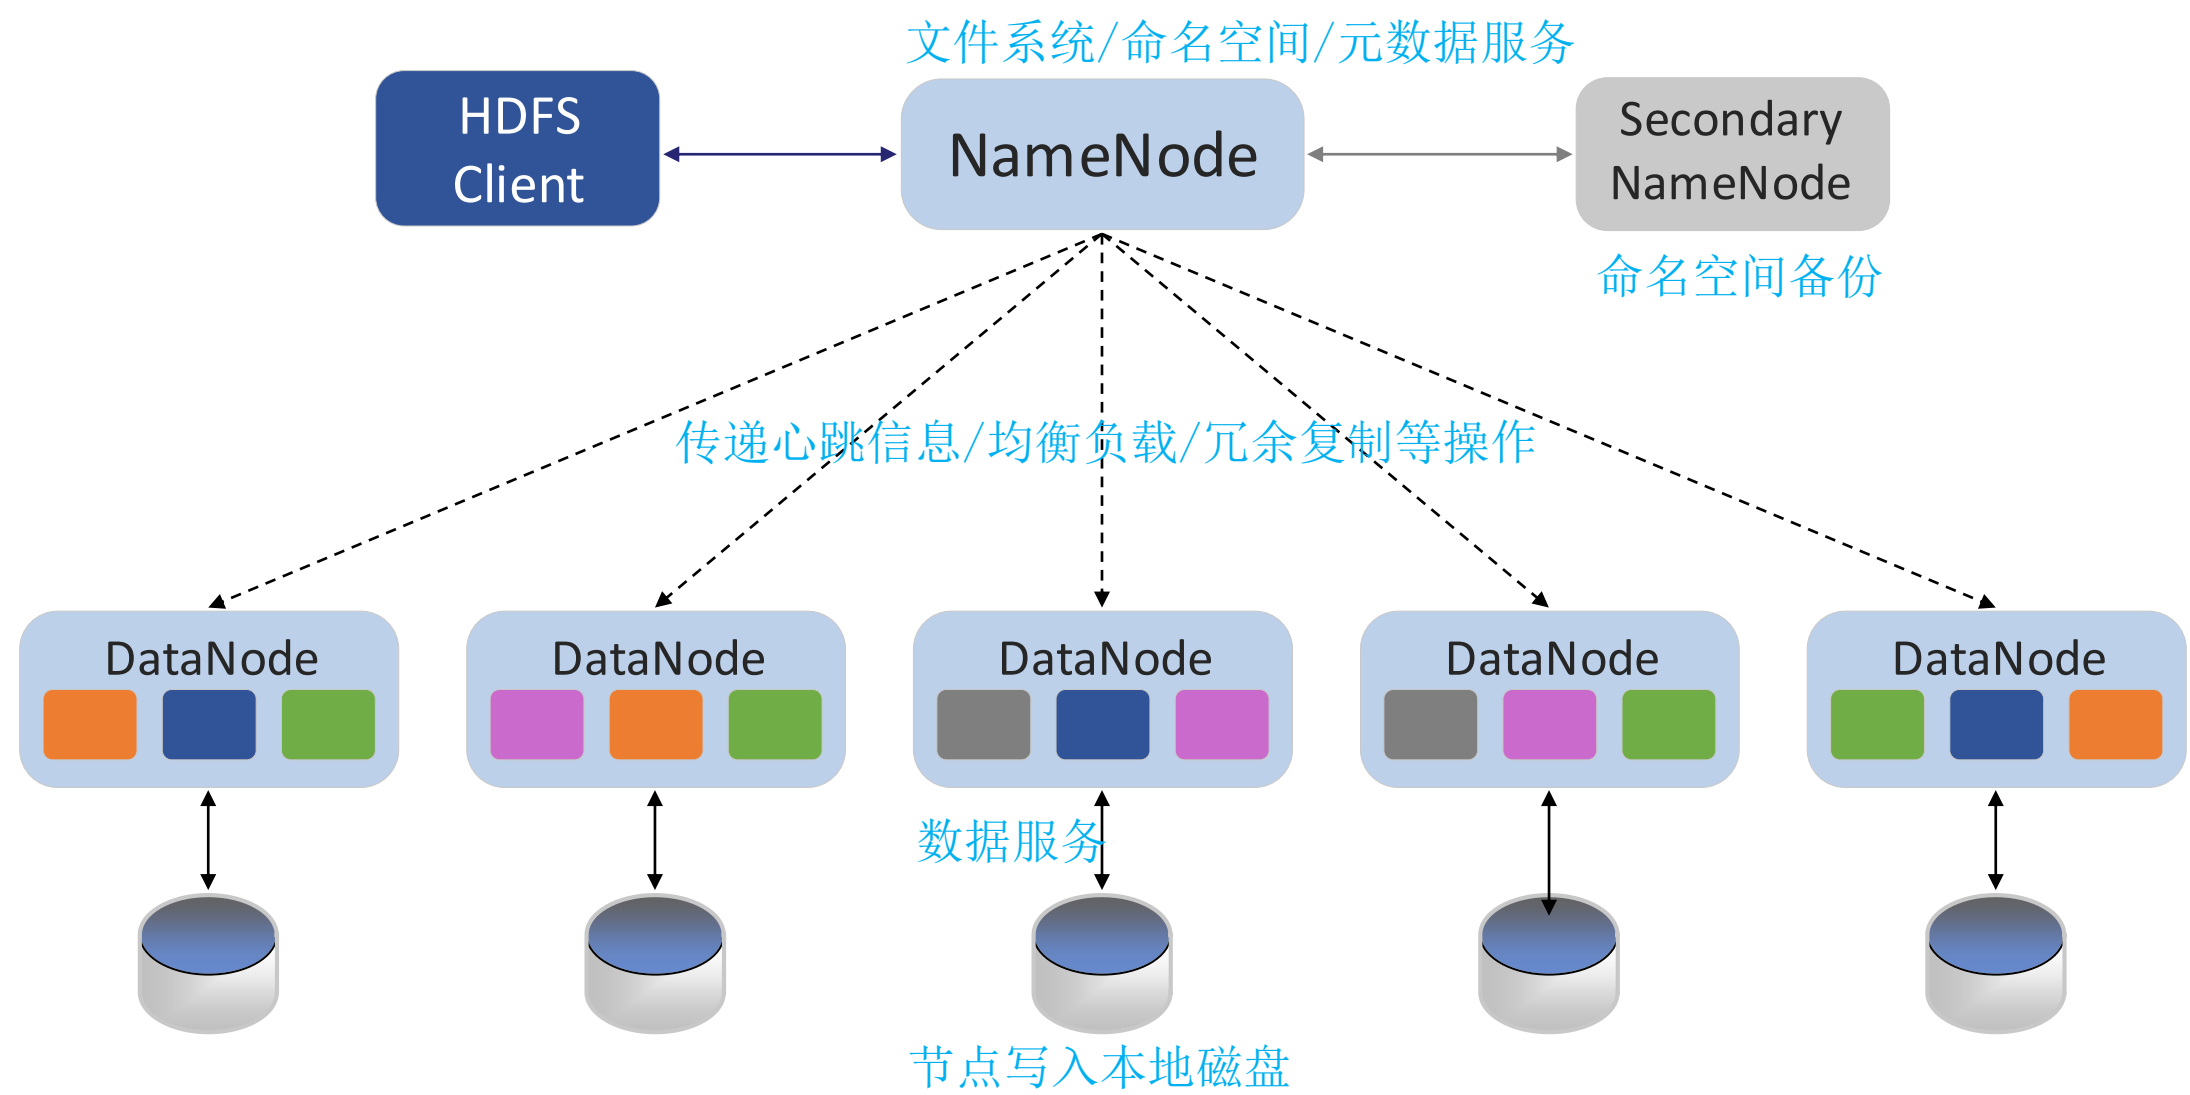 文件系统/命名空间/元数据服务
HDFS
Client
NameNode
Secondary
NameNode
命名空间备份
传递心跳信息/均衡负载/冗余复制等操作
DataNode
DataNode
DataNode
DataNode
DataNode
数据服务
节点写入本地磁盘